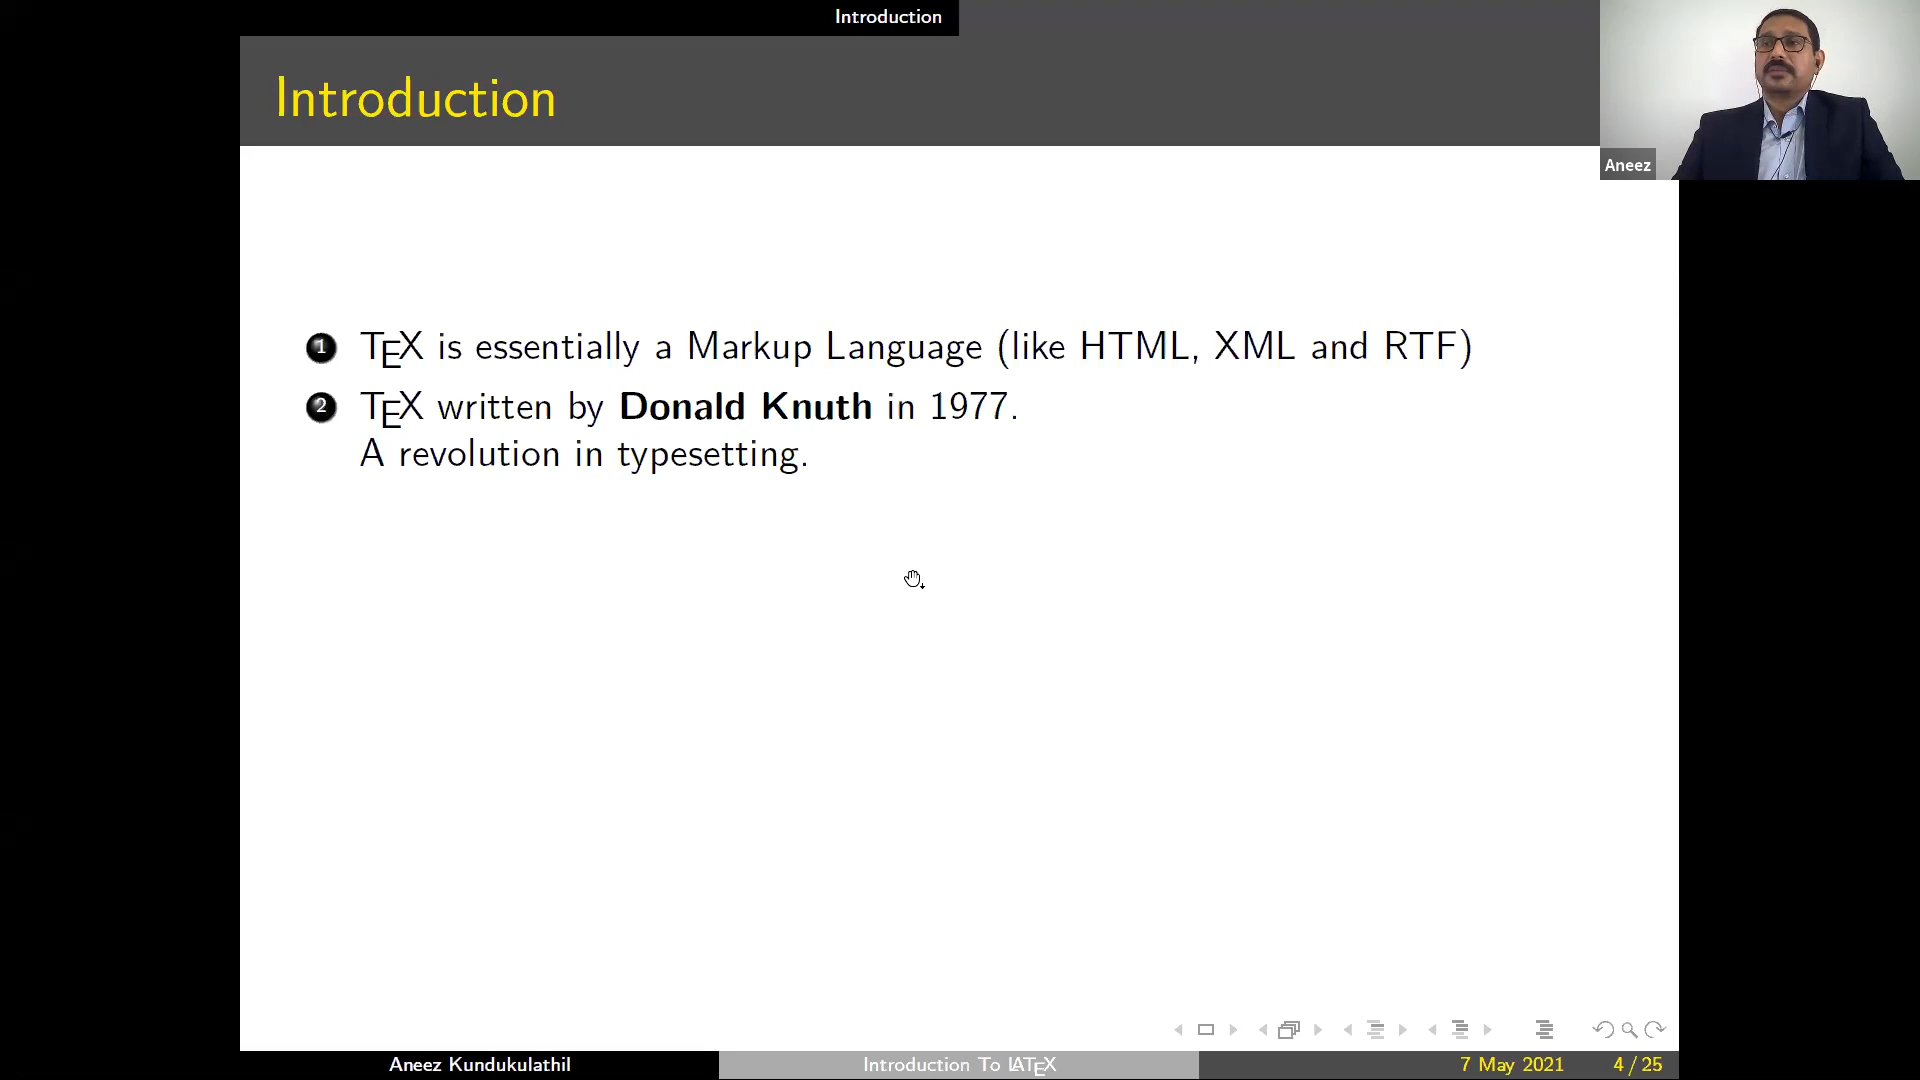 Introduction
Introduction
Aneez
1 TEX is essentially a Markup Language (like HTML, XML and RTF)
2 TEX written by Donald Knuth in 1977.
A revolution in typesetting.
Aneez Kundukulathil Introduction To LATEX 7 May 2021 4 / 25